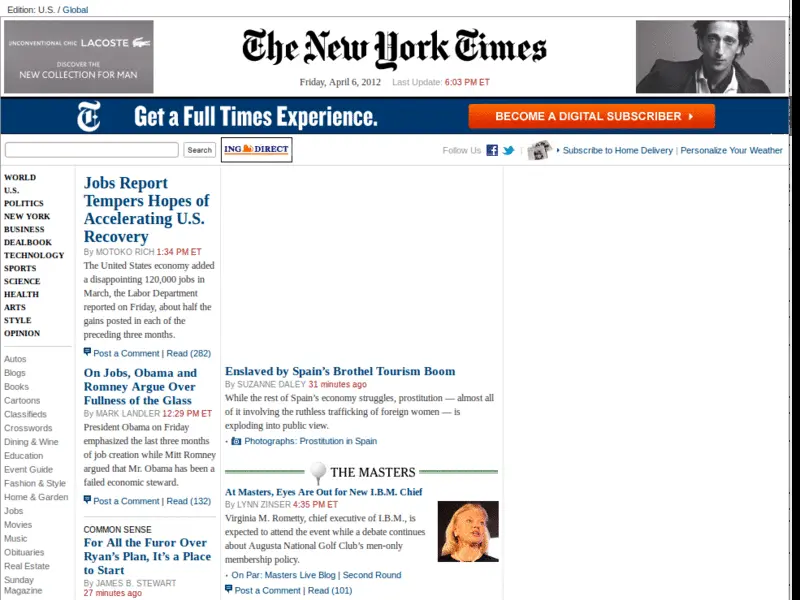 Edition: U.S. / Global
UNCONVENTIONAL CHIC LACOSTE
DISCOVER THE
NEW COLLECTION FOR MAN
The New York Times
Friday, April 6, 2012 Last Update: 6:03 PM ET
Get a Full Times Experience.
BECOME A DIGITAL SUBSCRIBER
Search
ING DIRECT
Follow Us
Subscribe to Home Delivery | Personalize Your Weather
WORLD
U.S.
POLITICS
NEW YORK
BUSINESS
DEALBOOK
TECHNOLOGY
SPORTS
SCIENCE
HEALTH
ARTS
STYLE
OPINION
Autos
Blogs
Books
Cartoons
Classifieds
Crosswords
Dining & Wine
Education
Event Guide
Fashion & Style
Home & Garden
Jobs
Movies
Music
Obituaries
Real Estate
Sunday
Magazine
Jobs Report
Tempers Hopes of
Accelerating U.S.
Recovery
By MOTOKO RICH 1:34 PM ET
The United States economy added
a disappointing 120,000 jobs in
March, the Labor Department
reported on Friday, about half the
gains posted in each of the
preceding three months.
Post a Comment | Read (282)
On Jobs, Obama and
Romney Argue Over
Fullness of the Glass
By MARK LANDLER 12:29 PM ET
President Obama on Friday
emphasized the last three months
of job creation while Mitt Romney
argued that Mr. Obama has been a
failed economic steward.
Post a Comment | Read (132)
COMMON SENSE
For All the Furor Over
Ryan's Plan, It's a Place
to Start
By JAMES B. STEWART
27 minutes ago
Enslaved by Spain's Brothel Tourism Boom
By SUZANNE DALEY 31 minutes ago
While the rest of Spain's economy struggles, prostitution — almost all
of it involving the ruthless trafficking of foreign women — is
exploding into public view.
• Photographs: Prostitution in Spain
THE MASTERS
At Masters, Eyes Are Out for New I.B.M. Chief
By LYNN ZINSER 4:35 PM ET
Virginia M. Rometty, chief executive of I.B.M., is
expected to attend the event while a debate continues
about Augusta National Golf Club's men-only
membership policy.
• On Par: Masters Live Blog | Second Round
Post a Comment | Read (101)